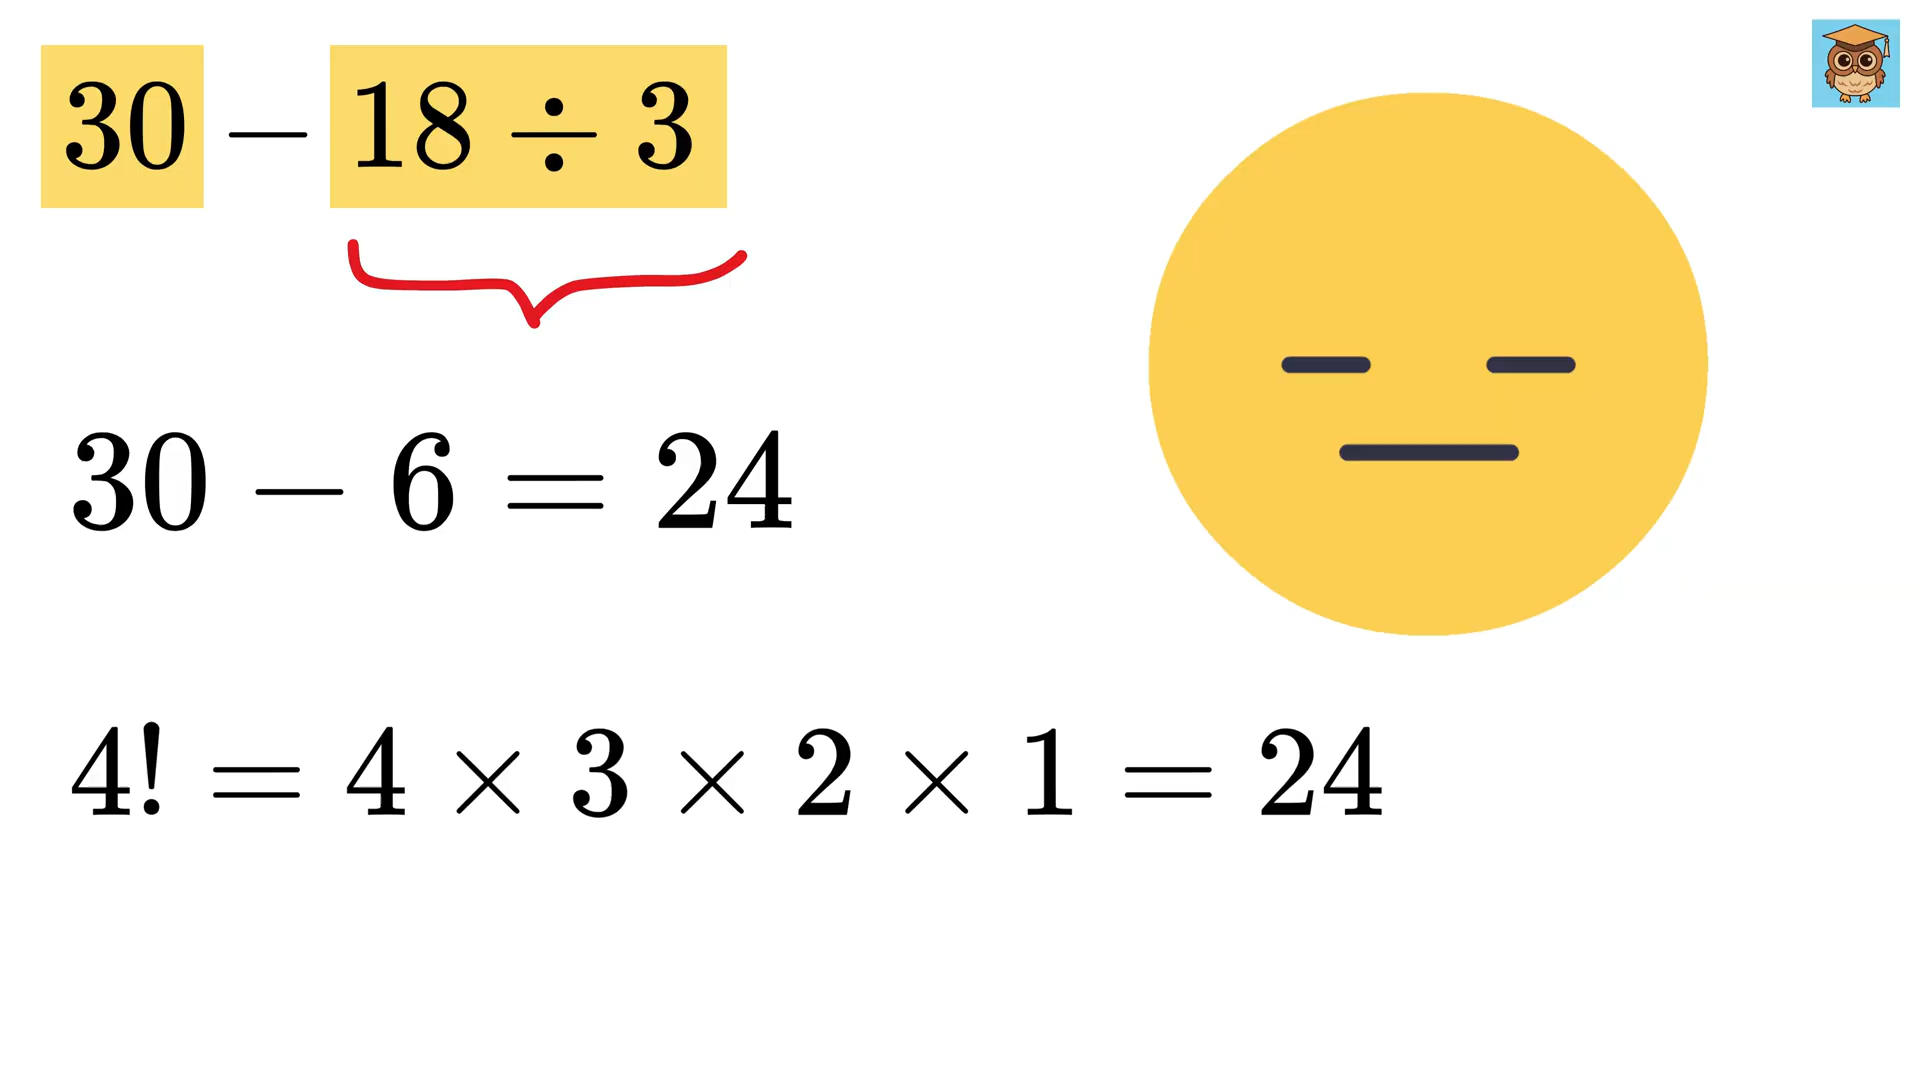 30 − 18 ÷ 3
30 − 6 = 24
4! = 4 × 3 × 2 × 1 = 24